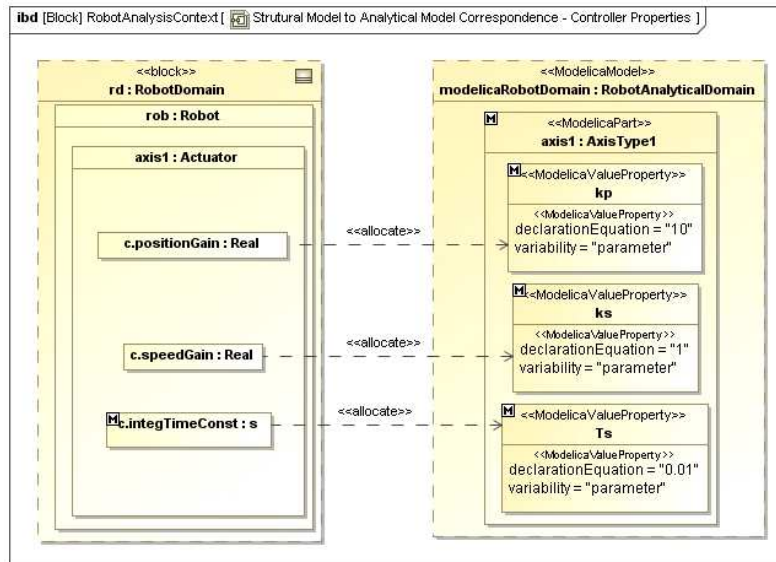 ibd [Block] RobotAnalysisContext [ Strutural Model to Analytical Model Correspondence - Controller Properties ]
<<block>>
rd : RobotDomain
rob : Robot
axis1 : Actuator
c.positionGain : Real
c.speedGain : Real
M
c.integTimeConst : s
<<allocate>>
<<allocate>>
<<allocate>>
<<ModelicaModel>>
modelicaRobotDomain : RobotAnalyticalDomain
M
<<ModelicaPart>>
axis1 : AxisType1
M
<<ModelicaValueProperty>>
kp
<<ModelicaValueProperty>>
declarationEquation = "10"
variability = "parameter"
M
<<ModelicaValueProperty>>
ks
<<ModelicaValueProperty>>
declarationEquation = "1"
variability = "parameter"
M
<<ModelicaValueProperty>>
Ts
<<ModelicaValueProperty>>
declarationEquation = "0.01"
variability = "parameter"